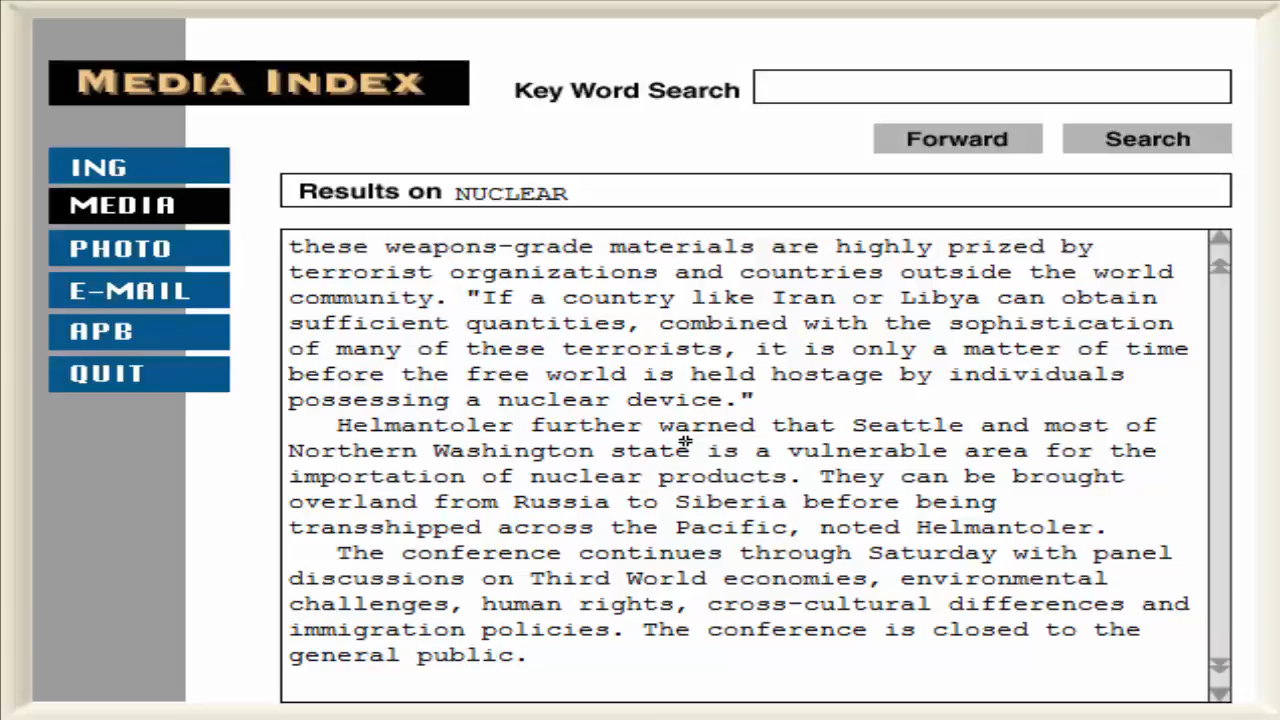 MEDIA INDEX
Key Word Search
Forward Search
ING
MEDIA
PHOTO
E-MAIL
APB
QUIT
Results on NUCLEAR
these weapons-grade materials are highly prized by
terrorist organizations and countries outside the world
community. "If a country like Iran or Libya can obtain
sufficient quantities, combined with the sophistication
of many of these terrorists, it is only a matter of time
before the free world is held hostage by individuals
possessing a nuclear device."
Helmantoler further warned that Seattle and most of
Northern Washington state is a vulnerable area for the
importation of nuclear products. They can be brought
overland from Russia to Siberia before being
transshipped across the Pacific, noted Helmantoler.
The conference continues through Saturday with panel
discussions on Third World economies, environmental
challenges, human rights, cross-cultural differences and
immigration policies. The conference is closed to the
general public.